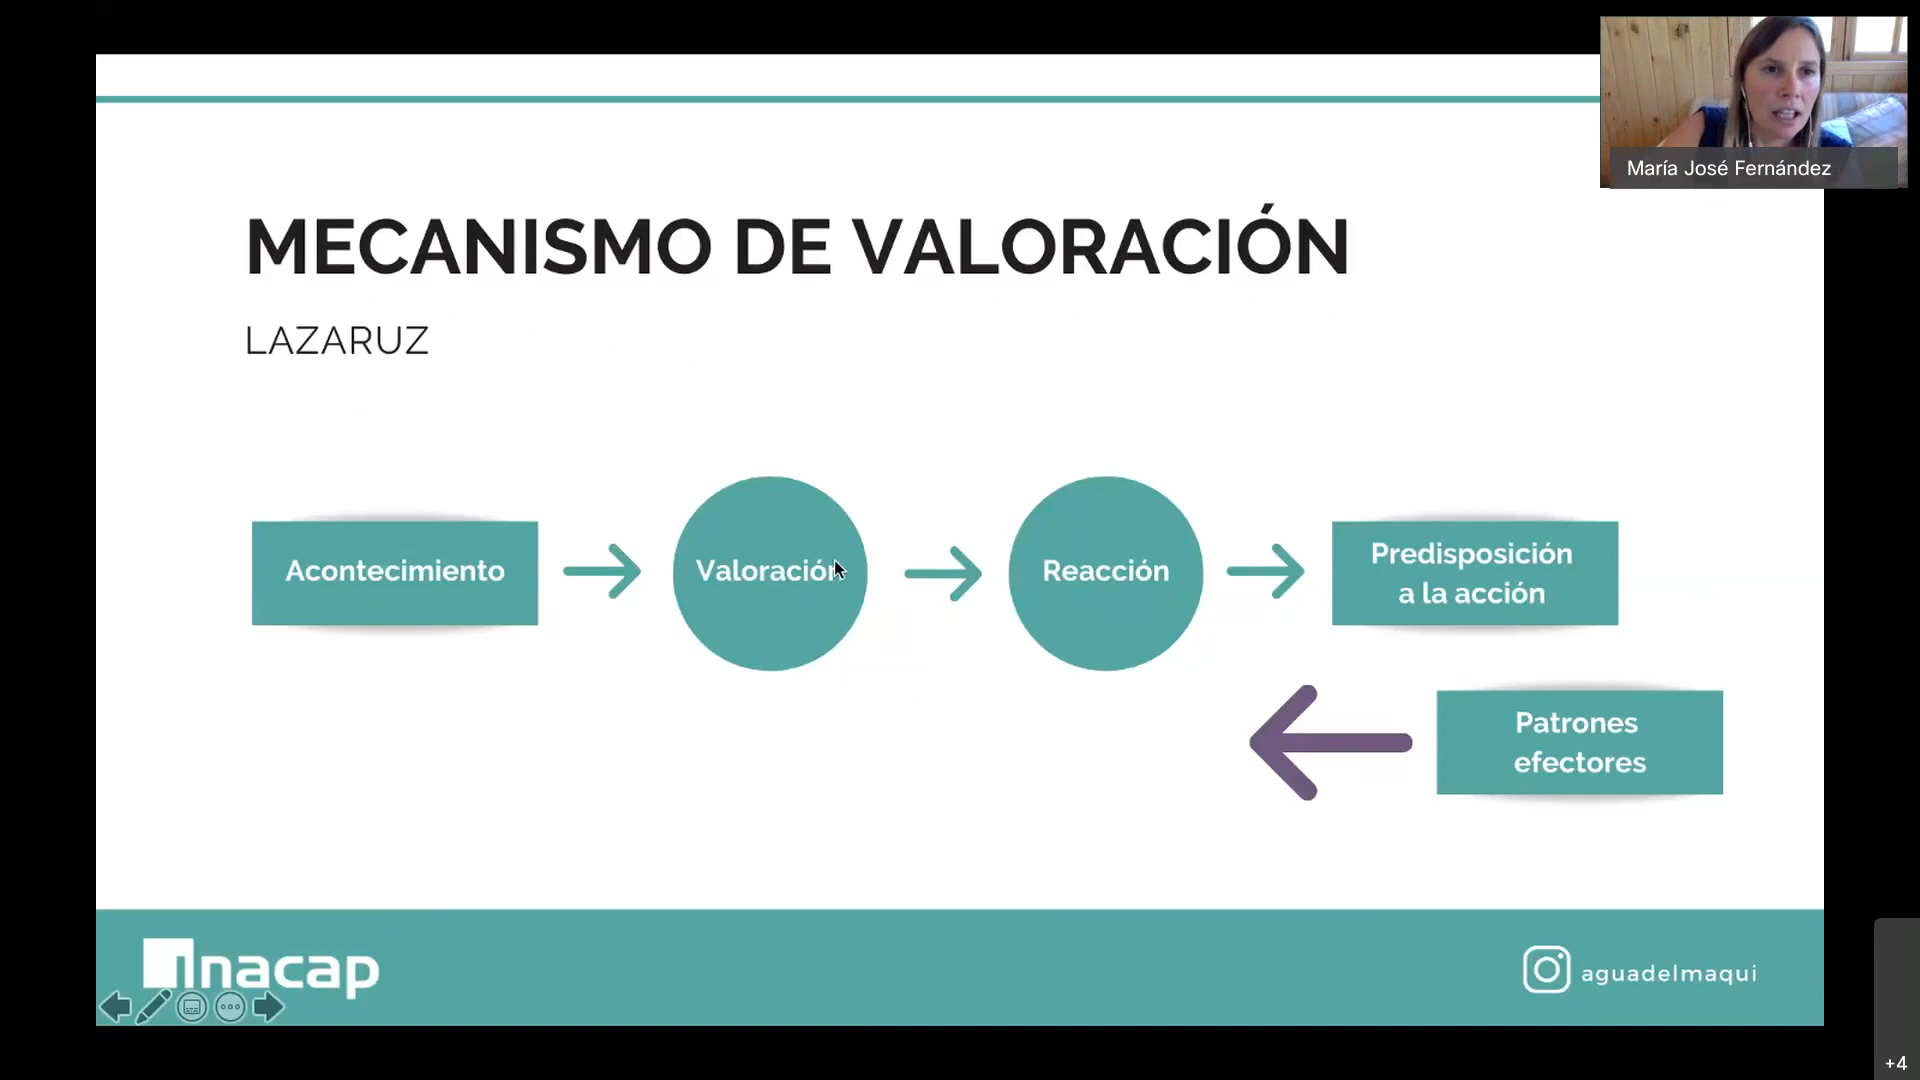 María José Fernández
MECANISMO DE VALORACIÓN
LAZARUZ
Acontecimiento
Valoración
Reacción
Predisposición
a la acción
Patrones
efectores
Inacap
aguadelmaqui
+4